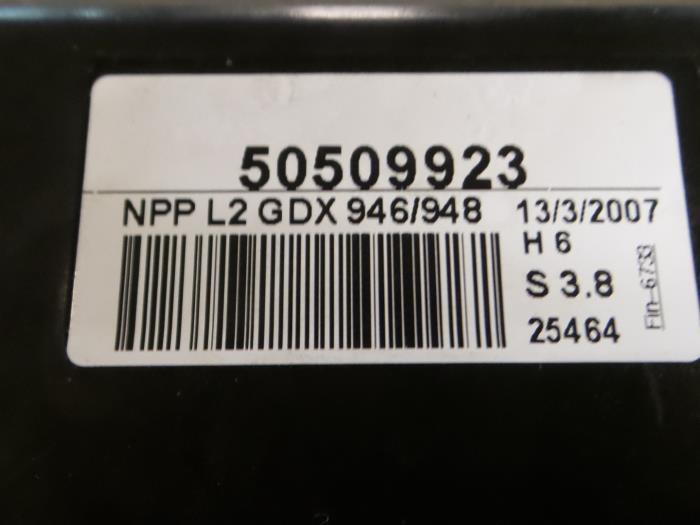 50509923
NPP L2 GDX 946/948 13/3/2007
H 6
S 3.8
25464
Fin-6733